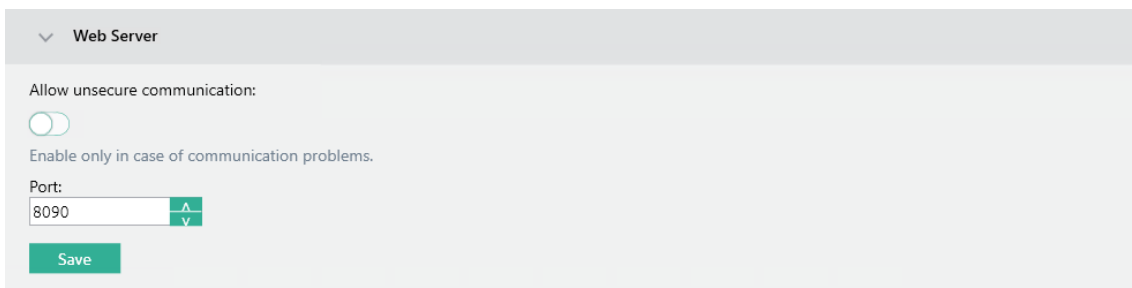 Web Server
Allow unsecure communication:
Enable only in case of communication problems.
Port:
8090
Save